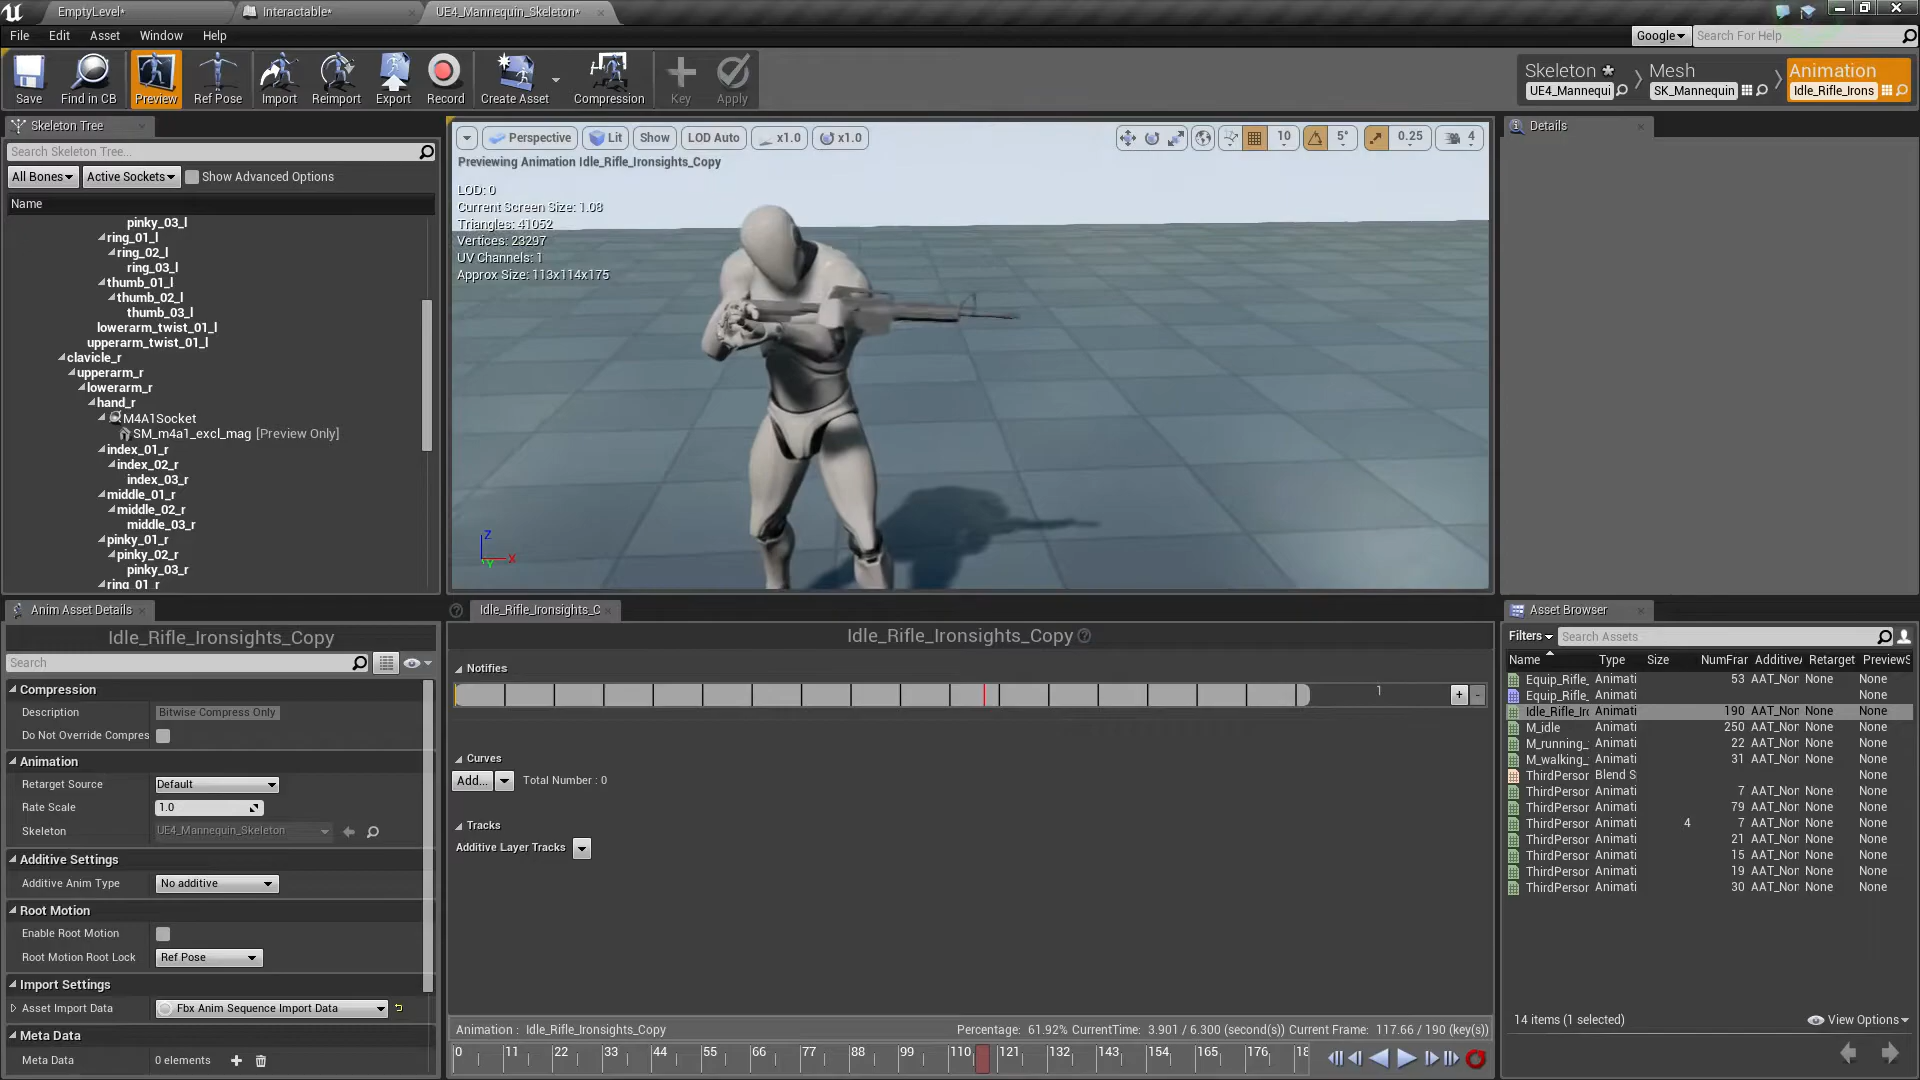 EmptyLevel*
Interactable*
UE4_Mannequin_Skeleton*
File Edit Asset Window Help
Google
Search For Help
Save
Find in CB
Preview
Ref Pose
Import
Reimport
Export
Record
Create Asset
Compression
Key
Apply
Skeleton
UE4_Mannequi
Mesh
SK_Mannequin
Animation
Idle_Rifle_Irons
Skeleton Tree
Search Skeleton Tree...
All Bones
Active Sockets
Show Advanced Options
Name
pinky_03_l
ring_01_l
ring_02_l
ring_03_l
thumb_01_l
thumb_02_l
thumb_03_l
lowerarm_twist_01_l
upperarm_twist_01_l
clavicle_r
upperarm_r
lowerarm_r
hand_r
M4A1Socket
SM_m4a1_excl_mag [Preview Only]
index_01_r
index_02_r
index_03_r
middle_01_r
middle_02_r
middle_03_r
pinky_01_r
pinky_02_r
pinky_03_r
ring_01_r
Perspective
Lit
Show
LOD Auto
x1.0
x1.0
10
5°
0.25
4
Previewing Animation Idle_Rifle_Ironsights_Copy
LOD: 0
Current Screen Size: 1.08
Triangles: 41052
Vertices: 23297
UV Channels: 1
Approx Size: 113x114x175
Z
X
Y
Details
Anim Asset Details
Idle_Rifle_Ironsights_Copy
Search
Compression
Description Bitwise Compress Only
Do Not Override Compres
Animation
Retarget Source Default
Rate Scale 1.0
Skeleton UE4_Mannequin_Skeleton
Additive Settings
Additive Anim Type No additive
Root Motion
Enable Root Motion
Root Motion Root Lock Ref Pose
Import Settings
Asset Import Data Fbx Anim Sequence Import Data
Meta Data
Meta Data 0 elements
Idle_Rifle_Ironsights_C
Idle_Rifle_Ironsights_Copy
Notifies
1
+ -
Curves
Add... Total Number : 0
Tracks
Additive Layer Tracks
Animation : Idle_Rifle_Ironsights_Copy
Percentage: 61.92% CurrentTime: 3.901 / 6.300 (second(s)) Current Frame: 117.66 / 190 (key(s))
0 11 22 33 44 55 66 77 88 99 110 121 132 143 154 165 176 18
Asset Browser
Filters
Search Assets
Name Type Size NumFrar AdditiveA Retarget PreviewS
Equip_Rifle_ Animati 53 AAT_Nor None None
Equip_Rifle_ Animati None
Idle_Rifle_Irc Animati 190 AAT_Nor None None
M_idle Animati 250 AAT_Nor None None
M_running_ Animati 22 AAT_Nor None None
M_walking_ Animati 31 AAT_Nor None None
ThirdPerson Blend S None
ThirdPerson Animati 7 AAT_Nor None None
ThirdPerson Animati 79 AAT_Nor None None
ThirdPerson Animati 4 7 AAT_Nor None None
ThirdPerson Animati 21 AAT_Nor None None
ThirdPerson Animati 15 AAT_Nor None None
ThirdPerson Animati 19 AAT_Nor None None
ThirdPerson Animati 30 AAT_Nor None None
14 items (1 selected)
View Options